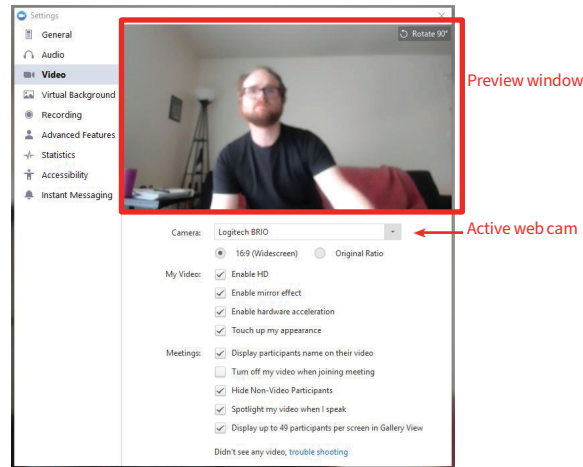 Settings
General
Audio
Video
Virtual Background
Recording
Advanced Features
Statistics
Accessibility
Instant Messaging
Rotate 90°
Preview window
Camera: Logitech BRIO
Active web cam
16:9 (Widescreen) Original Ratio
My Video: Enable HD
Enable mirror effect
Enable hardware acceleration
Touch up my appearance
Meetings: Display participants name on their video
Turn off my video when joining meeting
Hide Non-Video Participants
Spotlight my video when I speak
Display up to 49 participants per screen in Gallery View
Didn't see any video, trouble shooting